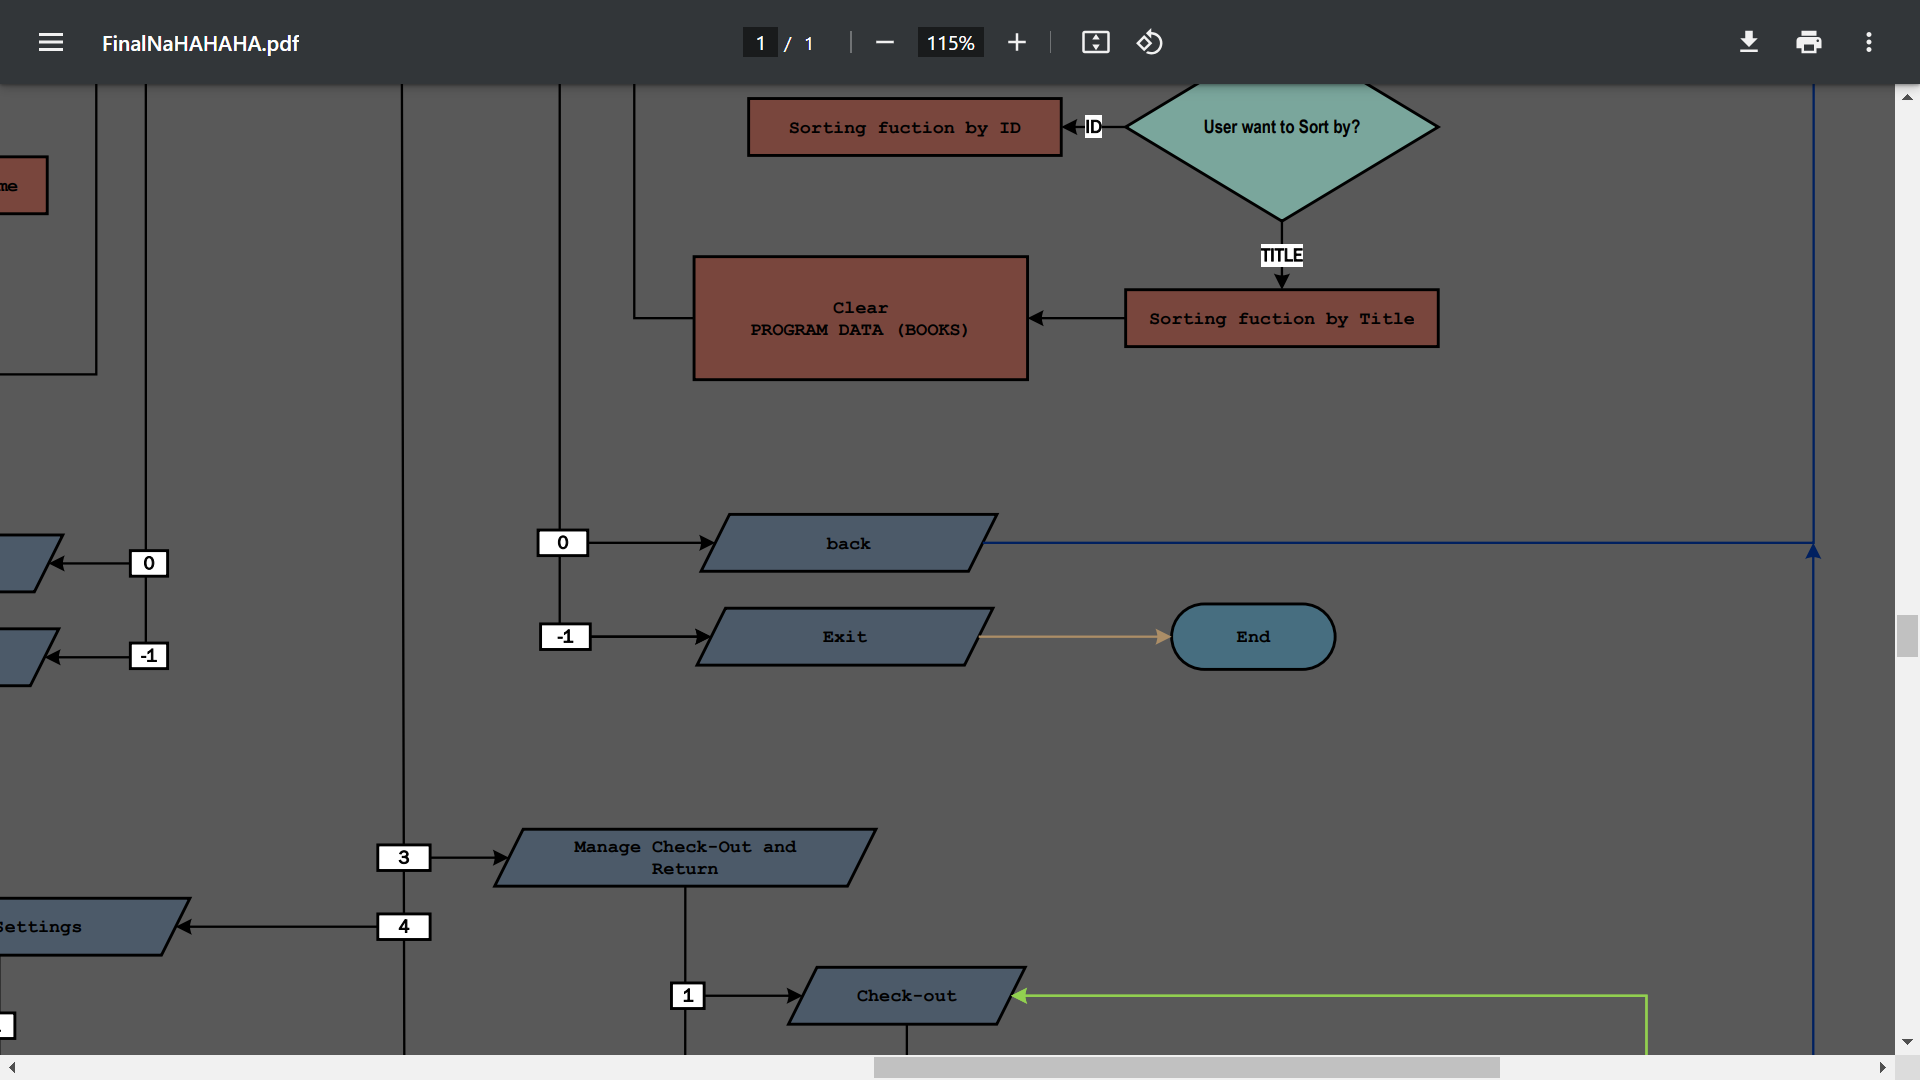 FinalNaHAHAHA.pdf
1 / 1
115%
Sorting fuction by ID
ID
User want to Sort by?
me
TITLE
Clear
PROGRAM DATA (BOOKS)
Sorting fuction by Title
0
back
0
-1
Exit
End
-1
3
Manage Check-Out and
Return
Settings
4
1
Check-out